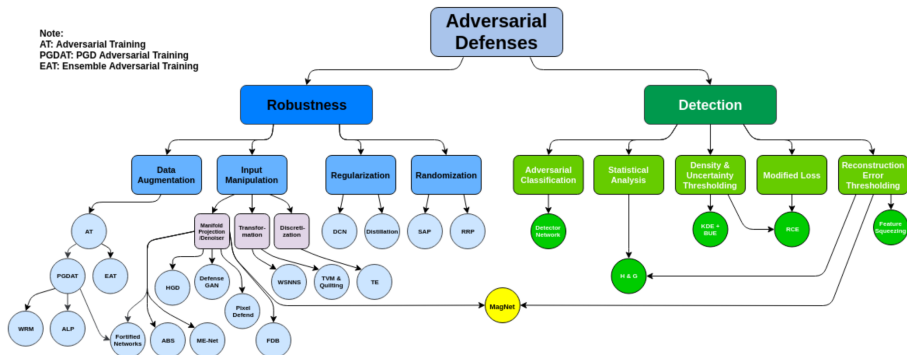 Adversarial
Defenses
Note:
AT: Adversarial Training
PGDAT: PGD Adversarial Training
EAT: Ensemble Adversarial Training
Robustness
Detection
Data
Augmentation
Input
Manipulation
Regularization
Randomization
Adversarial
Classification
Statistical
Analysis
Density &
Uncertainty
Thresholding
Modified Loss
Reconstruction
Error
Thresholding
AT
Manifold
Projection
/Denoiser
Transfor-
mation
Discreti-
zation
DCN
Distillation
SAP
RRP
Detector
Network
KDE +
BUE
RCE
Feature
Squeezing
PGDAT
EAT
HGD
Defense
GAN
WSNNS
TVM &
Quilting
TE
H & G
Pixel
Defend
MagNet
WRM
ALP
Fortified
Networks
ABS
ME-Net
FDB